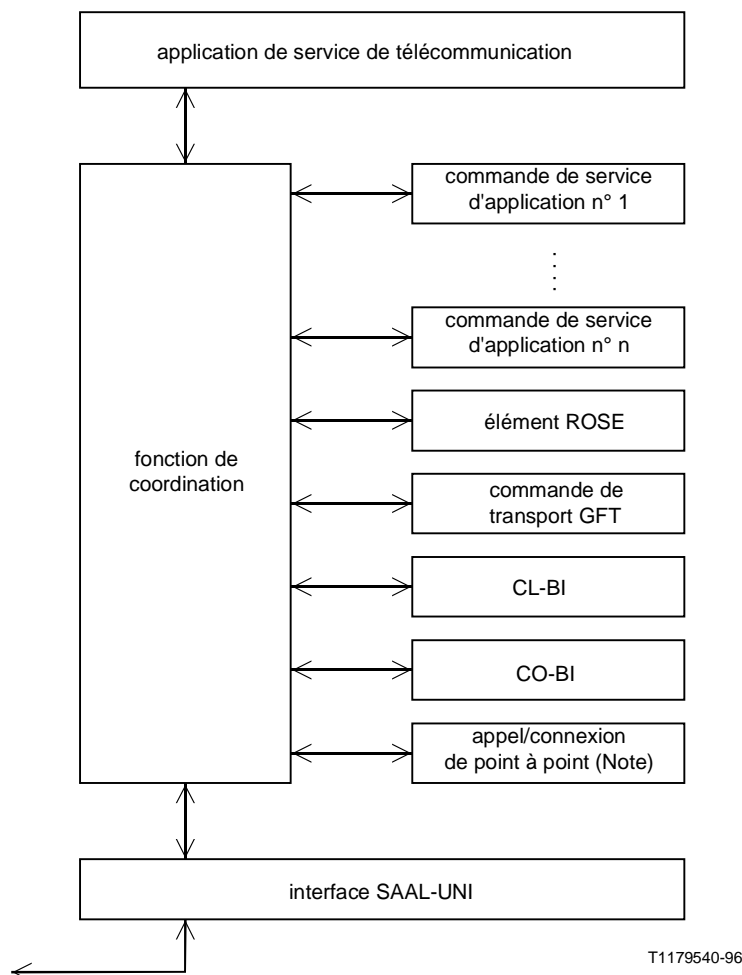 application de service de télécommunication
commande de service
d'application n° 1
commande de service
d'application n° n
élément ROSE
fonction de
coordination
commande de
transport GFT
CL-BI
CO-BI
appel/connexion
de point à point (Note)
interface SAAL-UNI
T1179540-96